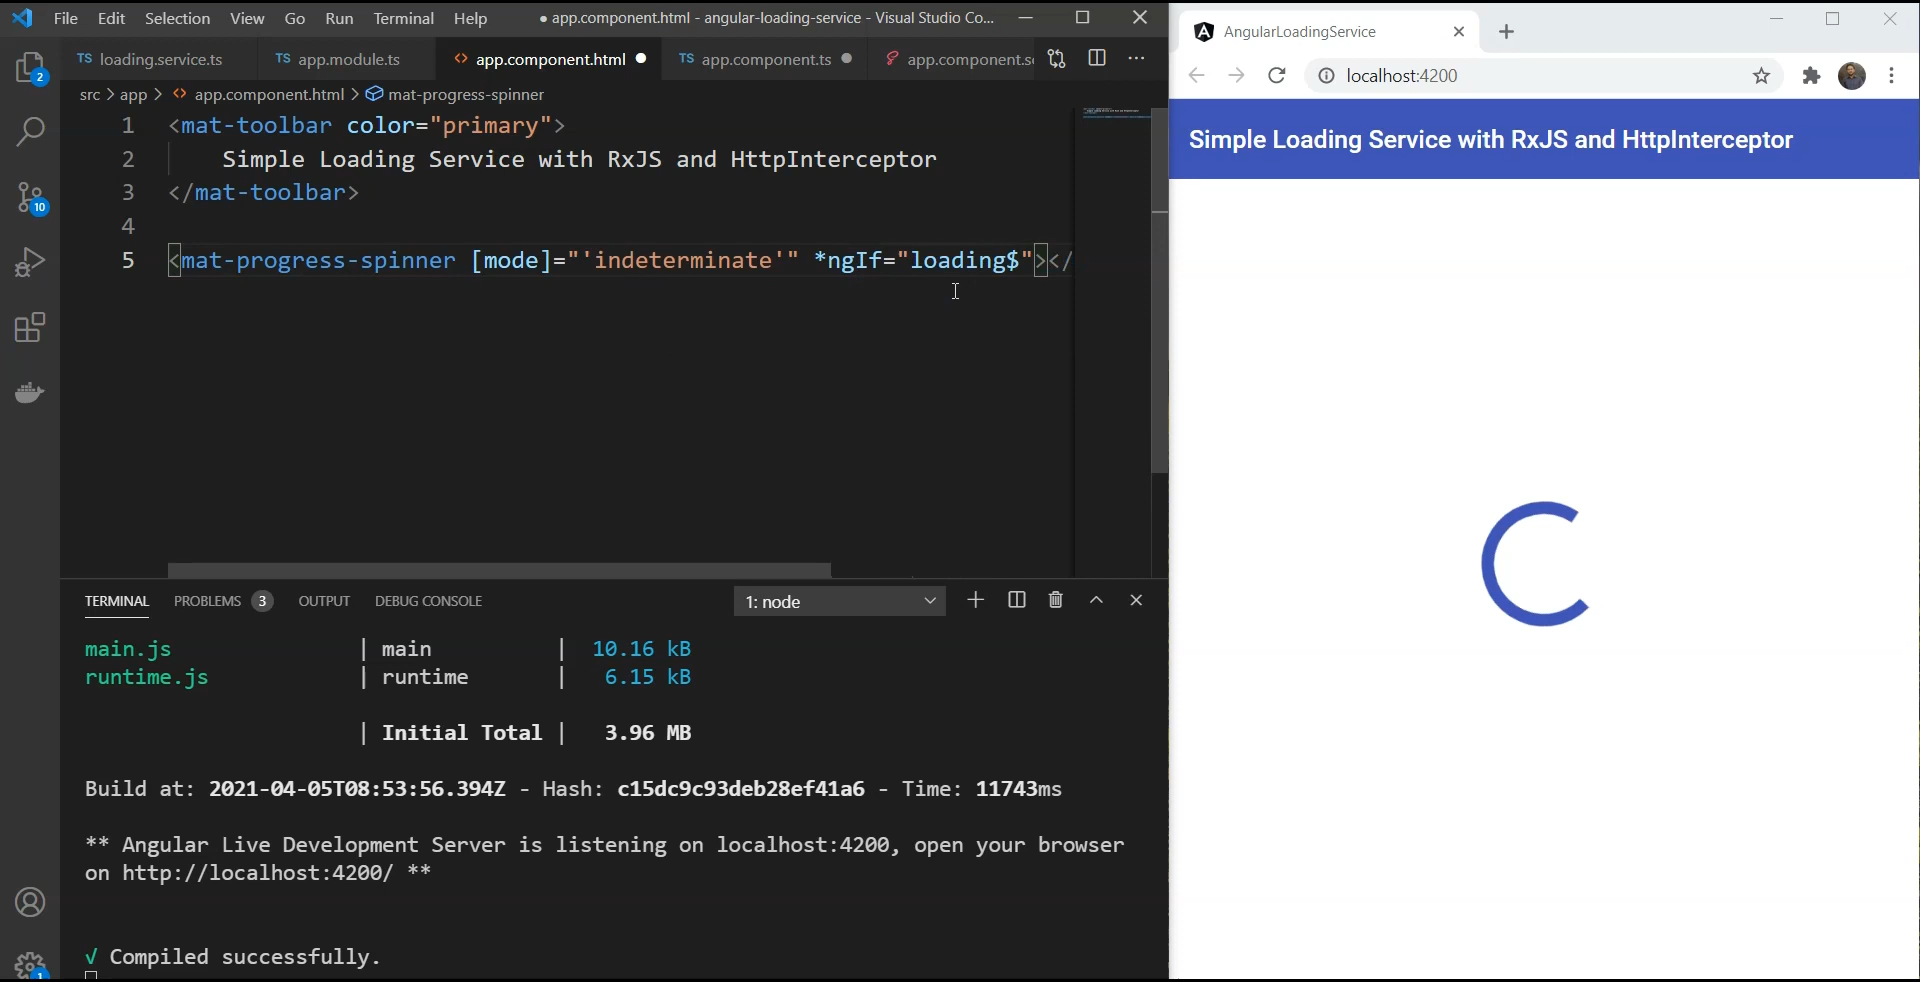 File Edit Selection View Go Run Terminal Help ● app.component.html - angular-loading-service - Visual Studio Co...
TS loading.service.ts TS app.module.ts <> app.component.html ● TS app.component.ts ● app.component.s
src > app > <> app.component.html > mat-progress-spinner
1 <mat-toolbar color="primary">
2 Simple Loading Service with RxJS and HttpInterceptor
3 </mat-toolbar>
4
5 <mat-progress-spinner [mode]="'indeterminate'" *ngIf="loading$"></
2
10
1
TERMINAL PROBLEMS 3 OUTPUT DEBUG CONSOLE 1: node
main.js | main | 10.16 kB
runtime.js | runtime | 6.15 kB
| Initial Total | 3.96 MB
Build at: 2021-04-05T08:53:56.394Z - Hash: c15dc9c93deb28ef41a6 - Time: 11743ms
** Angular Live Development Server is listening on localhost:4200, open your browser
on http://localhost:4200/ **
√ Compiled successfully.
A AngularLoadingService
localhost:4200
Simple Loading Service with RxJS and HttpInterceptor